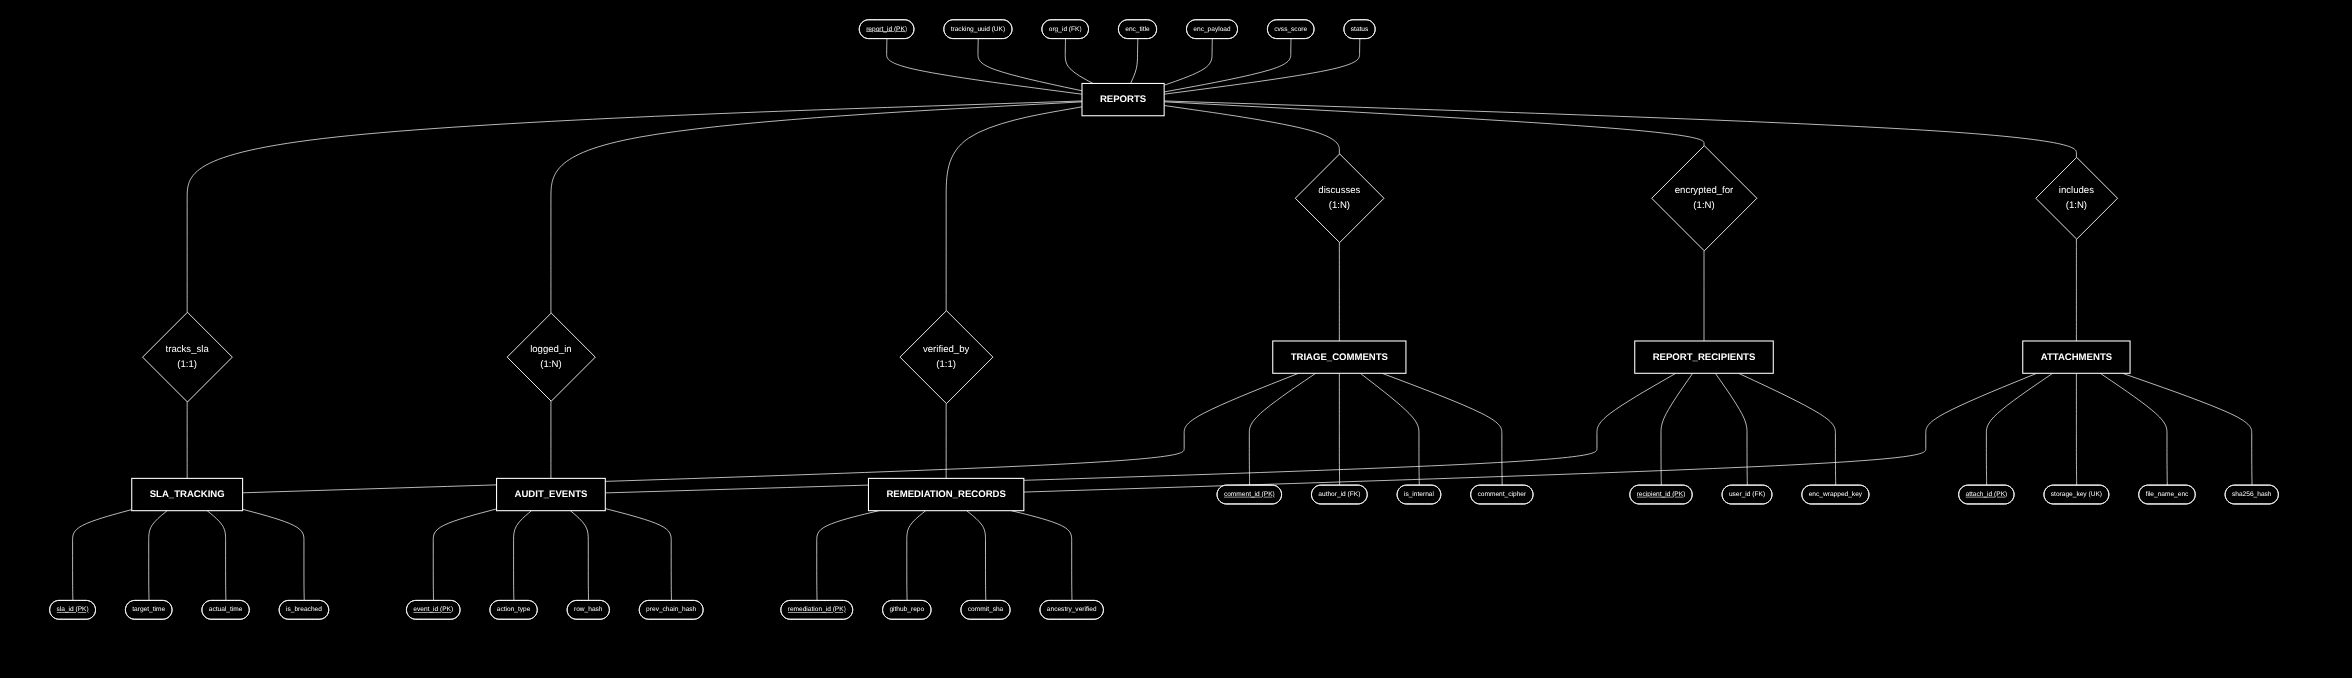 report_id (PK)
tracking_uuid (UK)
org_id (FK)
enc_title
enc_payload
cvss_score
status
REPORTS
discusses
(1:N)
encrypted_for
(1:N)
includes
(1:N)
tracks_sla
(1:1)
logged_in
(1:N)
verified_by
(1:1)
TRIAGE_COMMENTS
REPORT_RECIPIENTS
ATTACHMENTS
SLA_TRACKING
AUDIT_EVENTS
REMEDIATION_RECORDS
comment_id (PK)
author_id (FK)
is_internal
comment_cipher
recipient_id (PK)
user_id (FK)
enc_wrapped_key
attach_id (PK)
storage_key (UK)
file_name_enc
sha256_hash
sla_id (PK)
target_time
actual_time
is_breached
event_id (PK)
action_type
row_hash
prev_chain_hash
remediation_id (PK)
github_repo
commit_sha
ancestry_verified